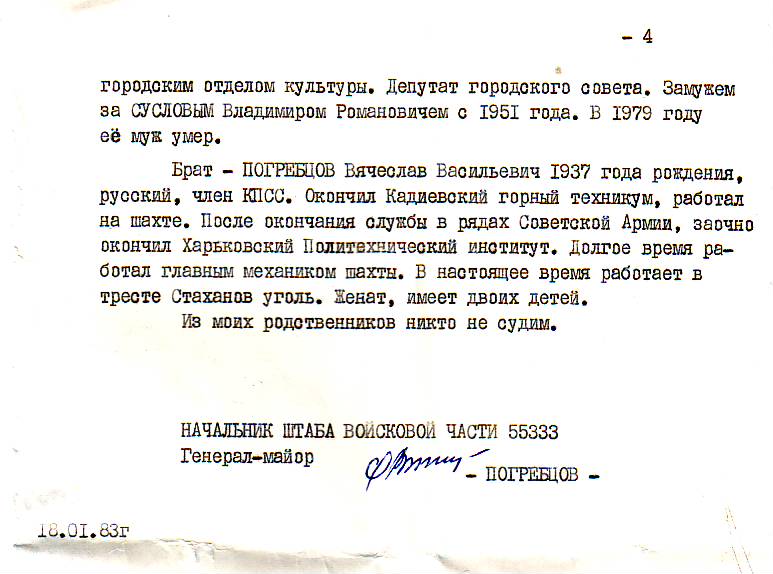 - 4
городским отделом культуры. Депутат городского совета. Замужем
за СУСЛОВЫМ Владимиром Романовичем с 1951 года. В 1979 году
её муж умер.
Брат - ПОГРЕБЦОВ Вячеслав Васильевич 1937 года рождения,
русский, член КПСС. Окончил Кадиевский горный техникум, работал
на шахте. После окончания службы в рядах Советской Армии, заочно
окончил Харьковский Политехнический институт. Долгое время ра-
ботал главным механиком шахты. В настоящее время работает в
тресте Стаханов уголь. Женат, имеет двоих детей.
Из моих родственников никто не судим.
НАЧАЛЬНИК ШТАБА ВОЙСКОВОЙ ЧАСТИ 55333
Генерал-майор
- ПОГРЕБЦОВ -
18.01.83г